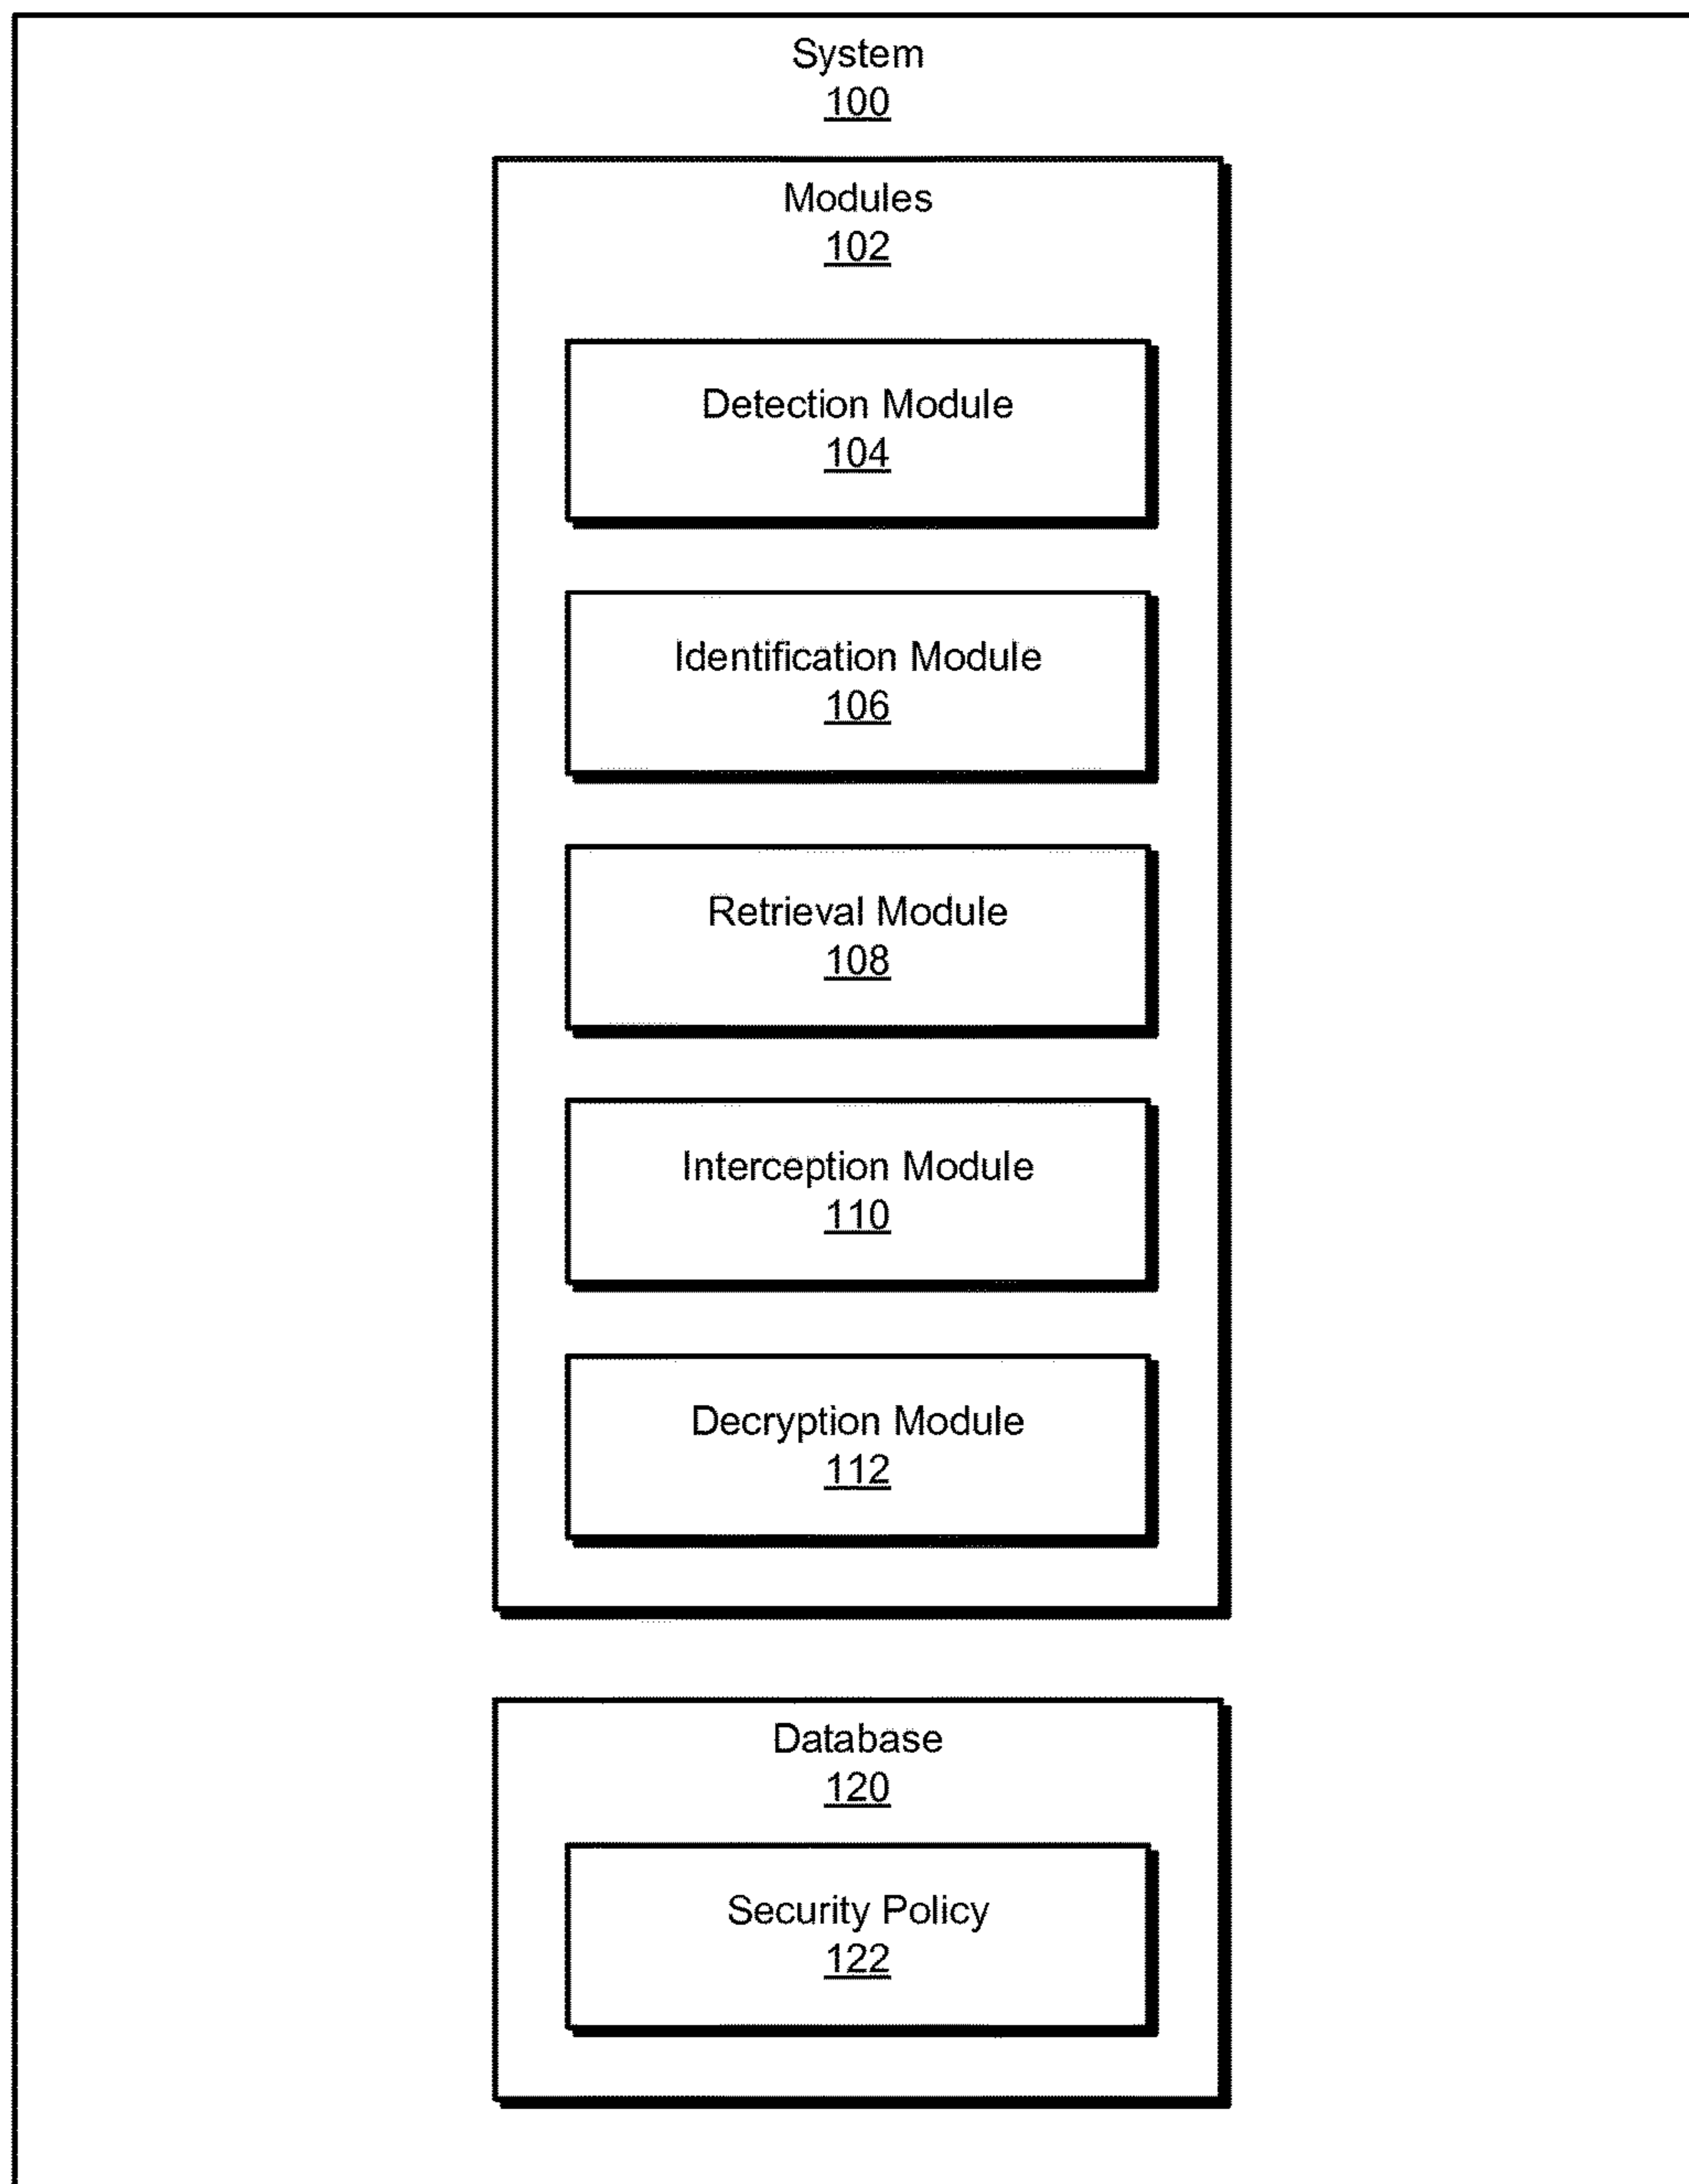 System
100
Modules
102
Detection Module
104
Identification Module
106
Retrieval Module
108
Interception Module
110
Decryption Module
112
Database
120
Security Policy
122